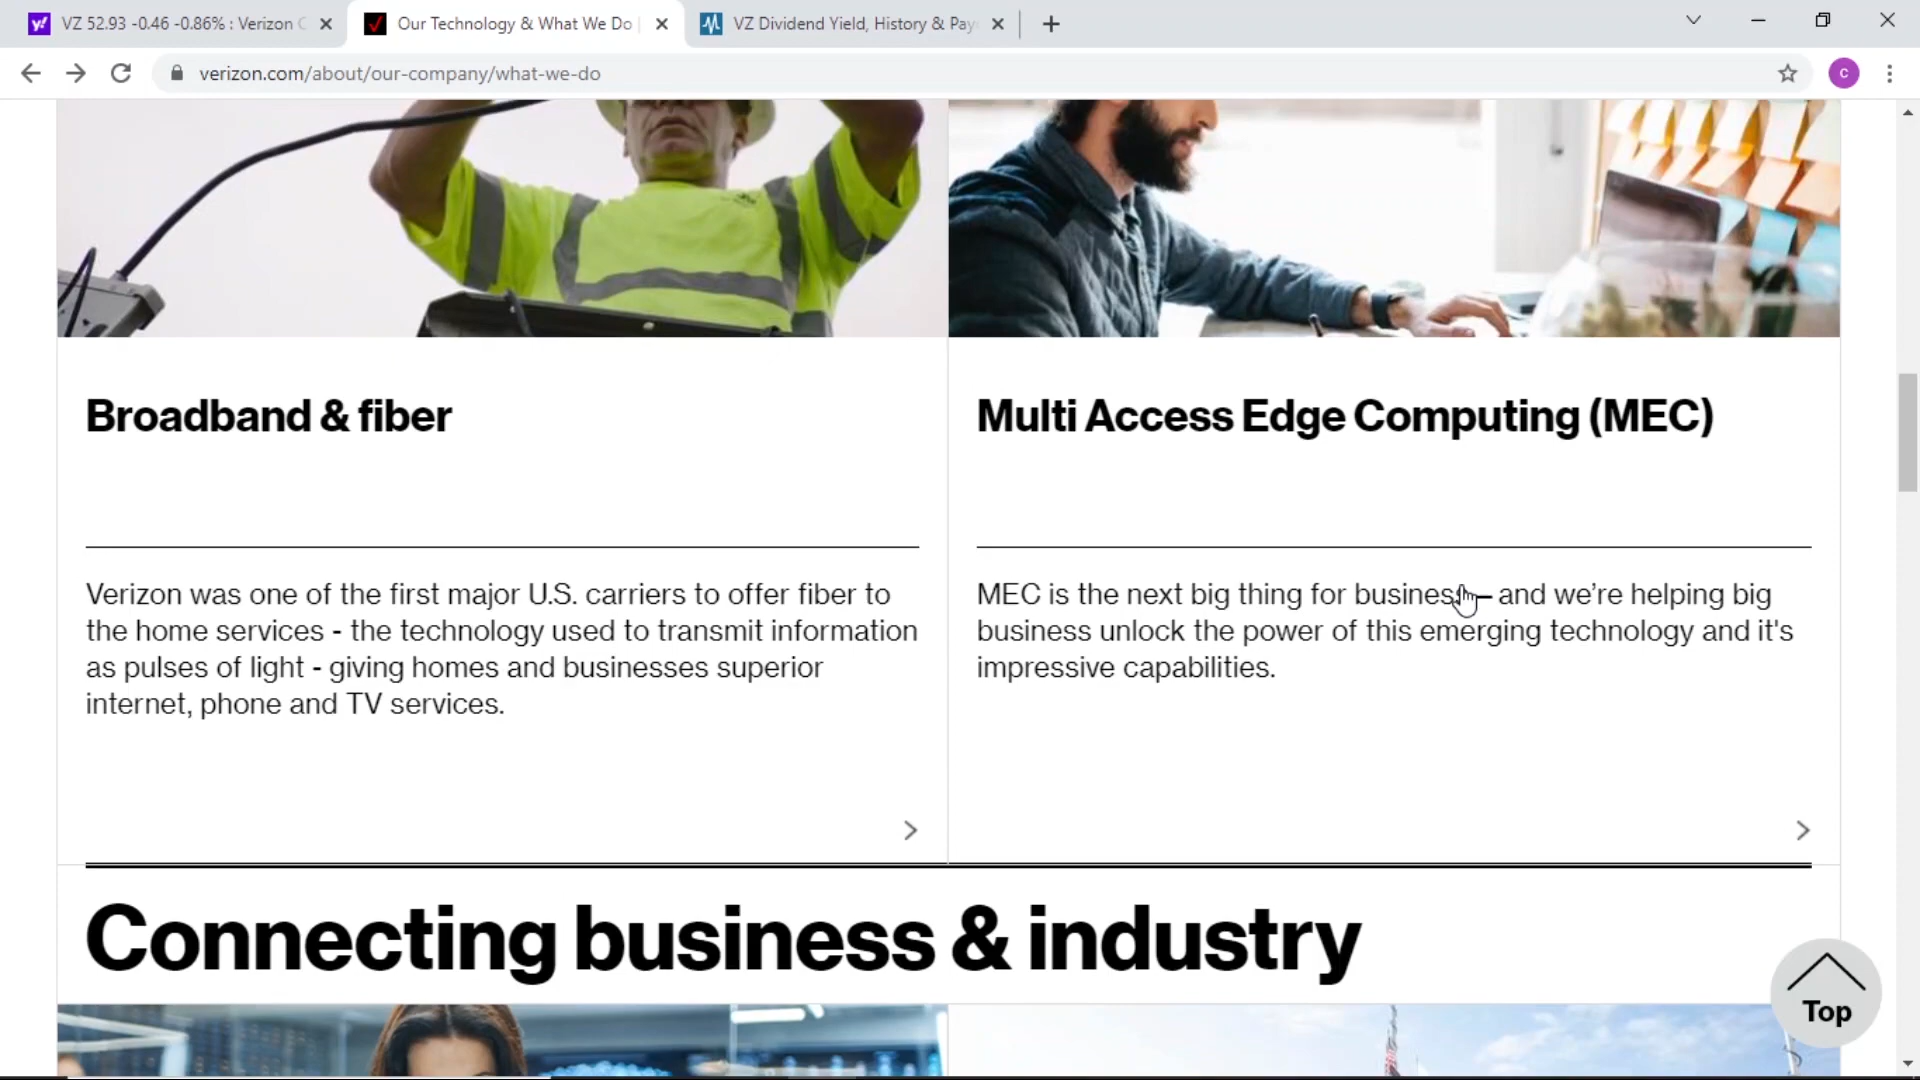 VZ 52.93 -0.46 -0.86% : Verizon C
Our Technology & What We Do |
VZ Dividend Yield, History & Pay
verizon.com/about/our-company/what-we-do
c
Broadband & fiber
Verizon was one of the first major U.S. carriers to offer fiber to
the home services - the technology used to transmit information
as pulses of light - giving homes and businesses superior
internet, phone and TV services.
Multi Access Edge Computing (MEC)
MEC is the next big thing for business — and we’re helping big
business unlock the power of this emerging technology and it's
impressive capabilities.
Connecting business & industry
Top